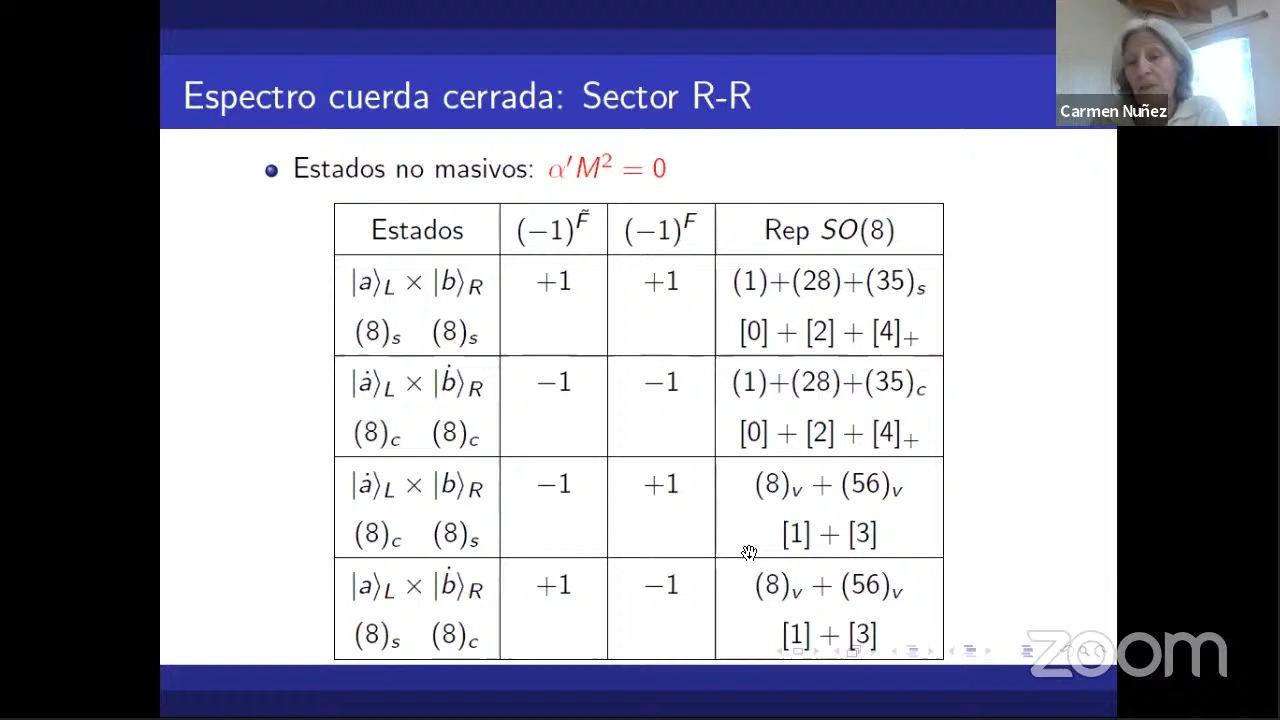 Espectro cuerda cerrada: Sector R-R
Carmen Nuñez
Estados no masivos: α′M² = 0
Estados (−1)^F̃ (−1)^F Rep SO(8)
|a⟩_L × |b⟩_R +1 +1 (1)+(28)+(35)_s
(8)_s (8)_s [0] + [2] + [4]_+
|ȧ⟩_L × |ḃ⟩_R −1 −1 (1)+(28)+(35)_c
(8)_c (8)_c [0] + [2] + [4]_+
|ȧ⟩_L × |b⟩_R −1 +1 (8)_v + (56)_v
(8)_c (8)_s [1] + [3]
|a⟩_L × |ḃ⟩_R +1 −1 (8)_v + (56)_v
(8)_s (8)_c [1] + [3]
zoom